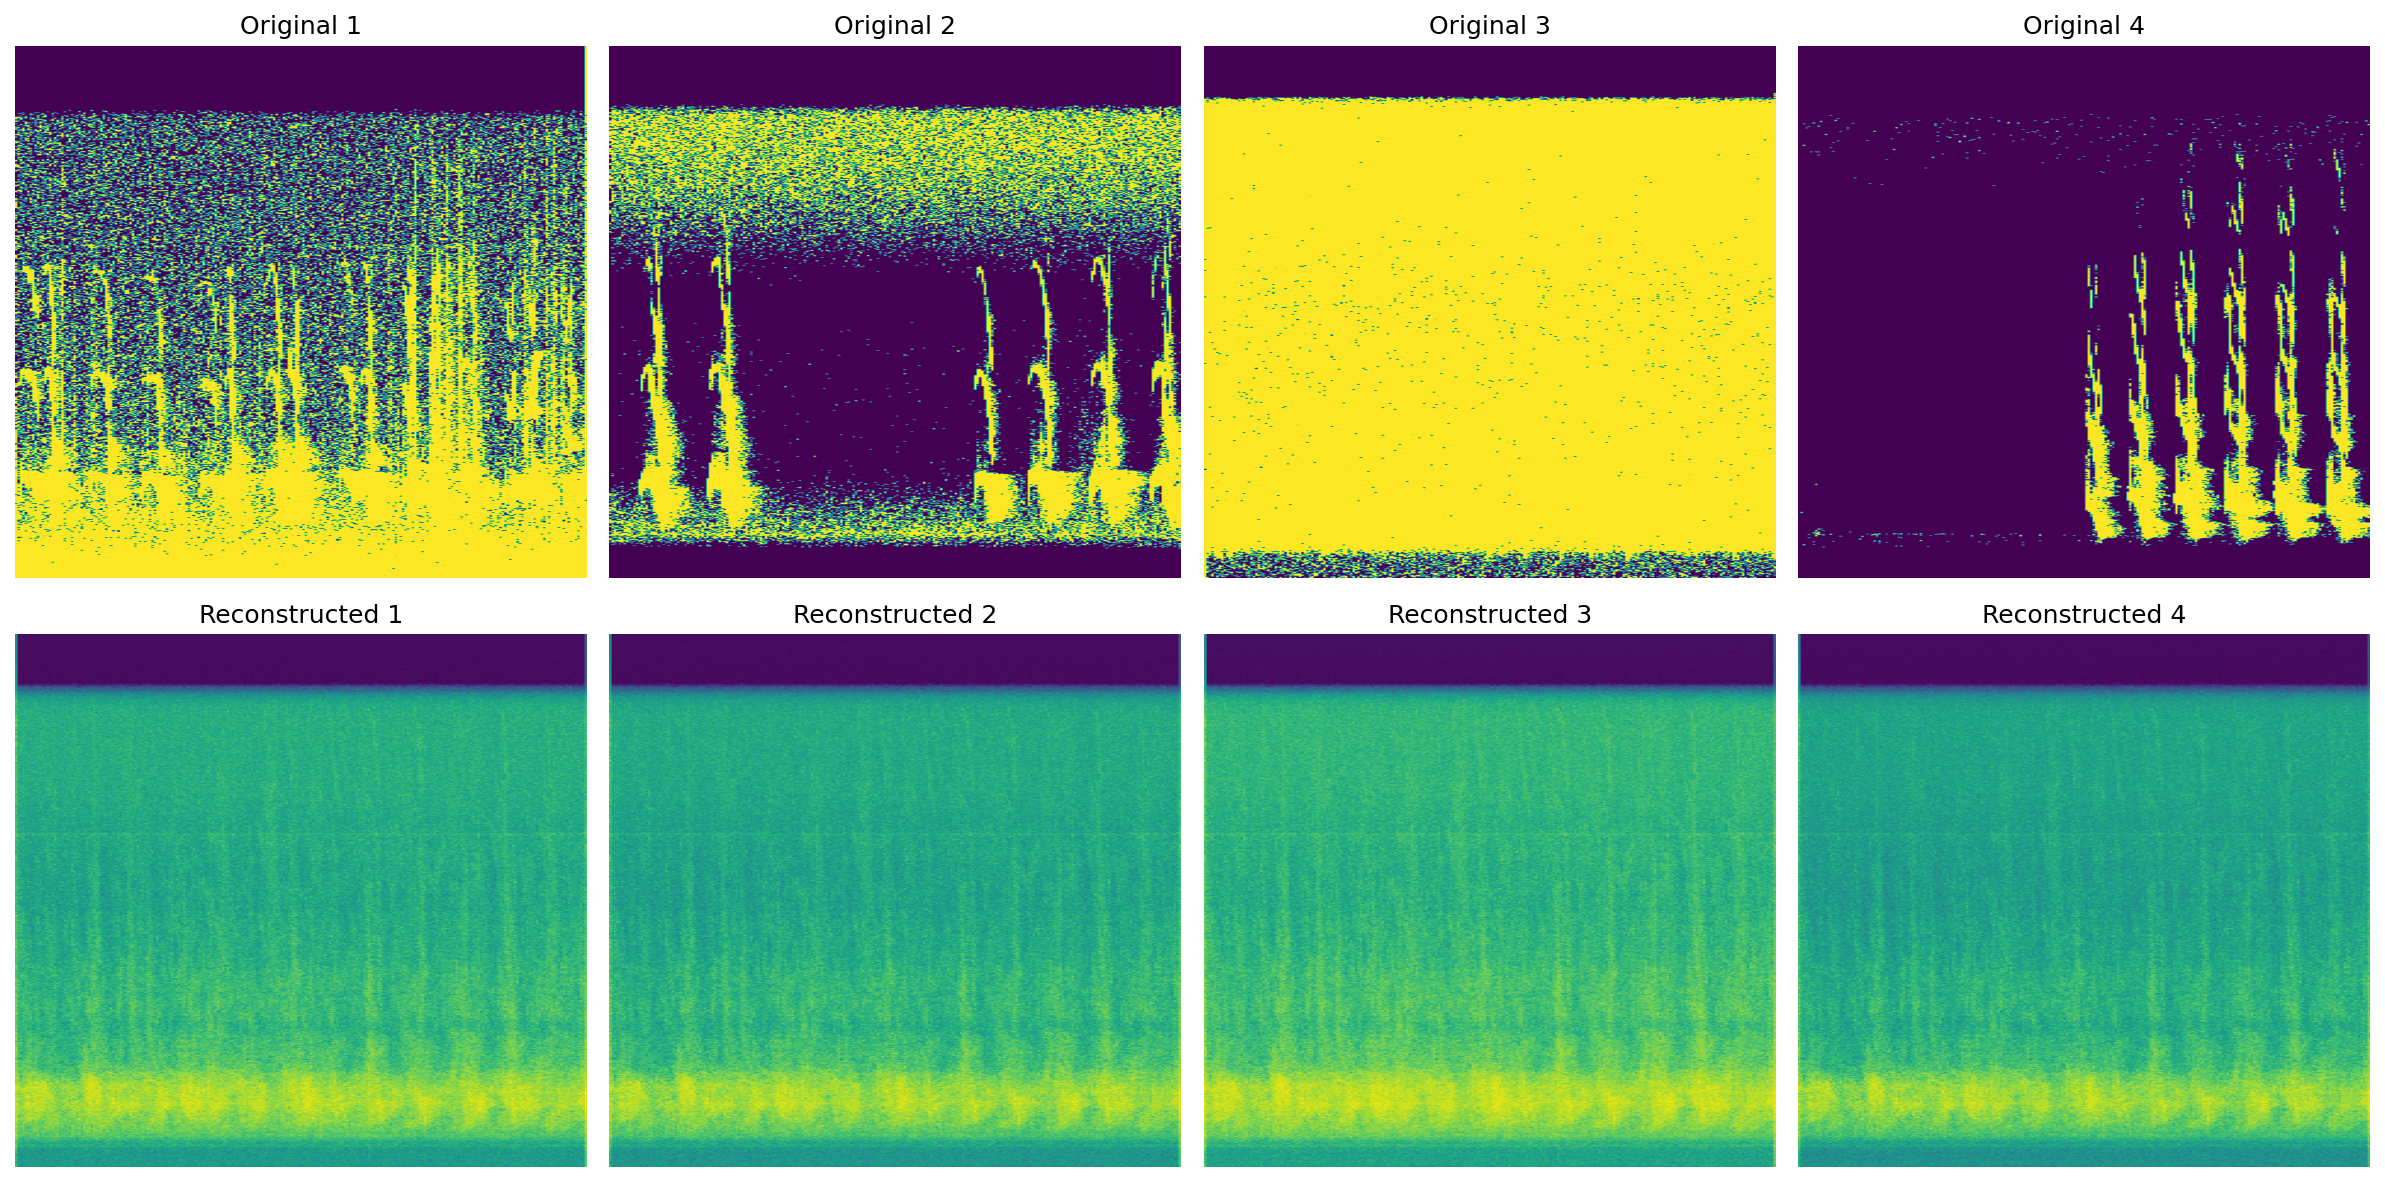 Original 1
Original 2
Original 3
Original 4
Reconstructed 1
Reconstructed 2
Reconstructed 3
Reconstructed 4